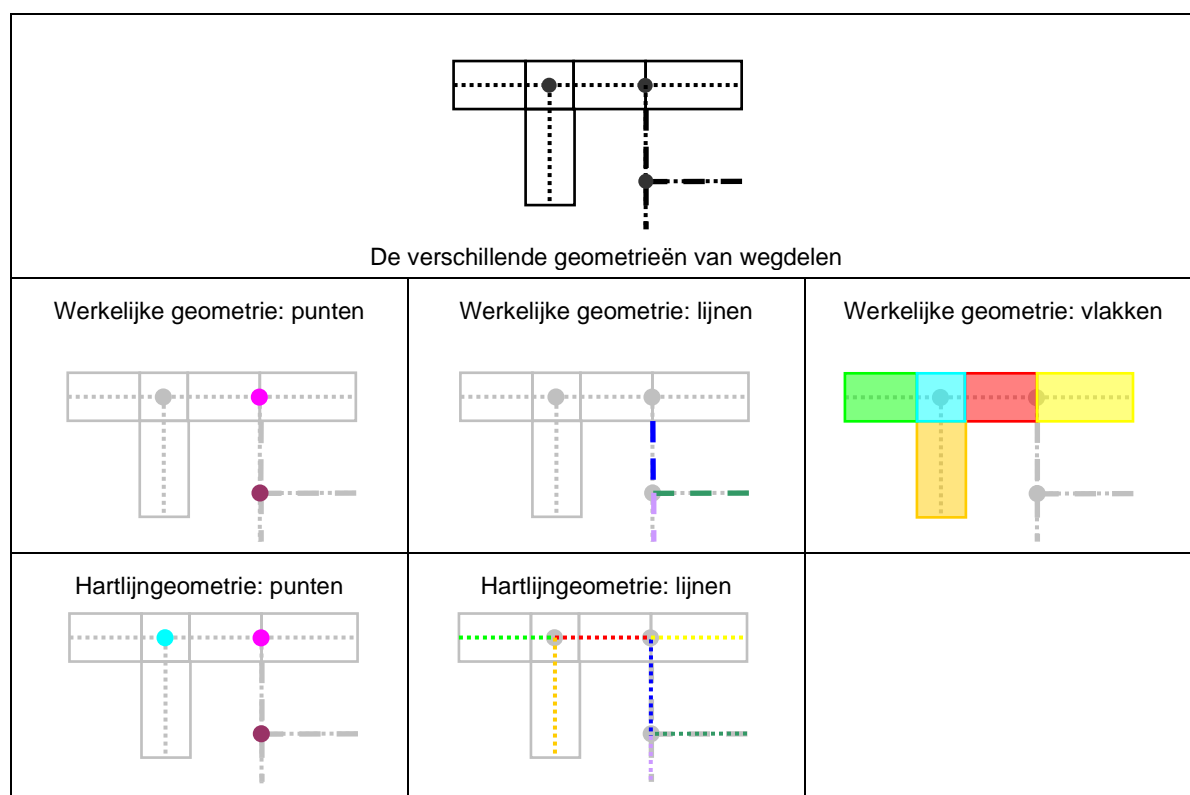 De verschillende geometrieën van wegdelen
Werkelijke geometrie: punten
Werkelijke geometrie: lijnen
Werkelijke geometrie: vlakken
Hartlijngeometrie: punten
Hartlijngeometrie: lijnen